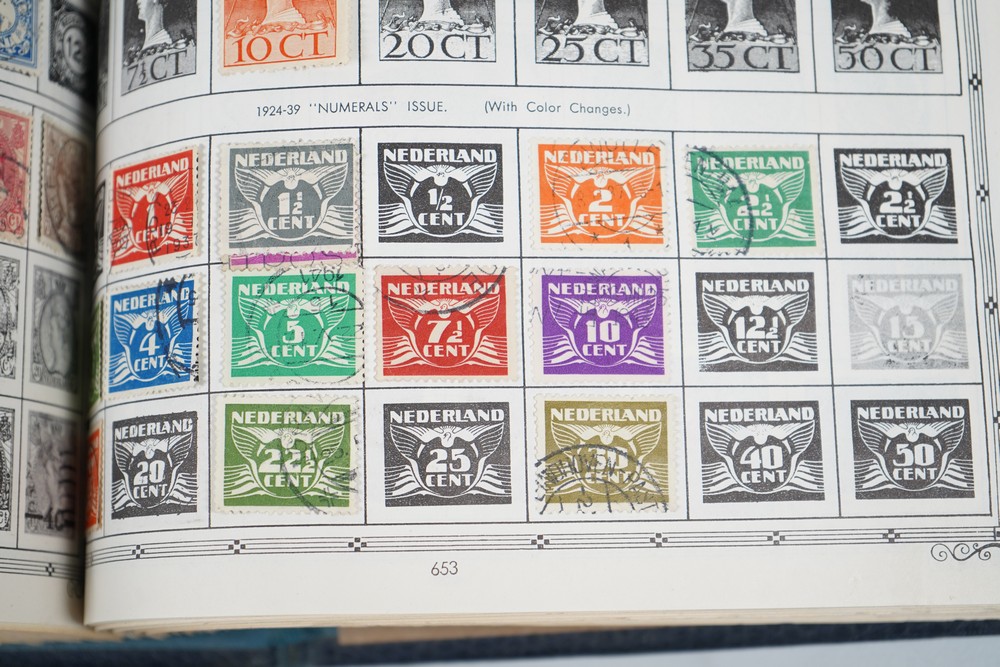 7½ CT 10 CT 20 CT 25 CT 35 CT 50 CT
1924-39 "NUMERALS" ISSUE. (With Color Changes.)
NEDERLAND
CENT
NEDERLAND
1½
CENT
NEDERLAND
½
CENT
NEDERLAND
2
CENT
NEDERLAND
2½
CENT
NEDERLAND
2½
CENT
NEDERLAND
4
CENT
NEDERLAND
5
CENT
NEDERLAND
7½
CENT
NEDERLAND
10
CENT
NEDERLAND
12½
CENT
NEDERLAND
15
CENT
NEDERLAND
20
CENT
NEDERLAND
22½
CENT
NEDERLAND
25
CENT
NEDERLAND
CENT
NEDERLAND
40
CENT
NEDERLAND
50
CENT
653